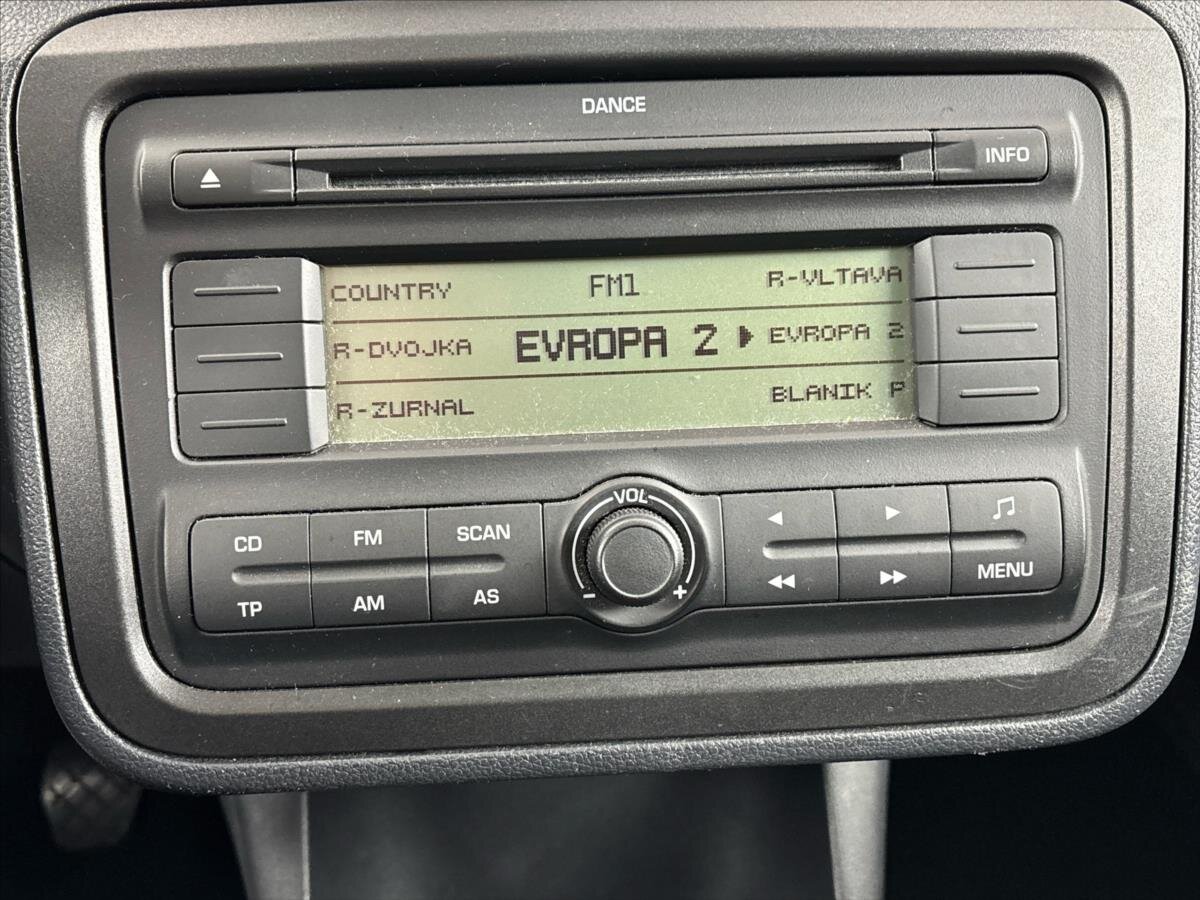 DANCE
INFO
COUNTRY FM1 R-VLTAVA
R-DVOJKA EVROPA 2 EVROPA 2
R-ZURNAL BLANIK P
VOL
CD FM SCAN
TP AM AS
- +
MENU